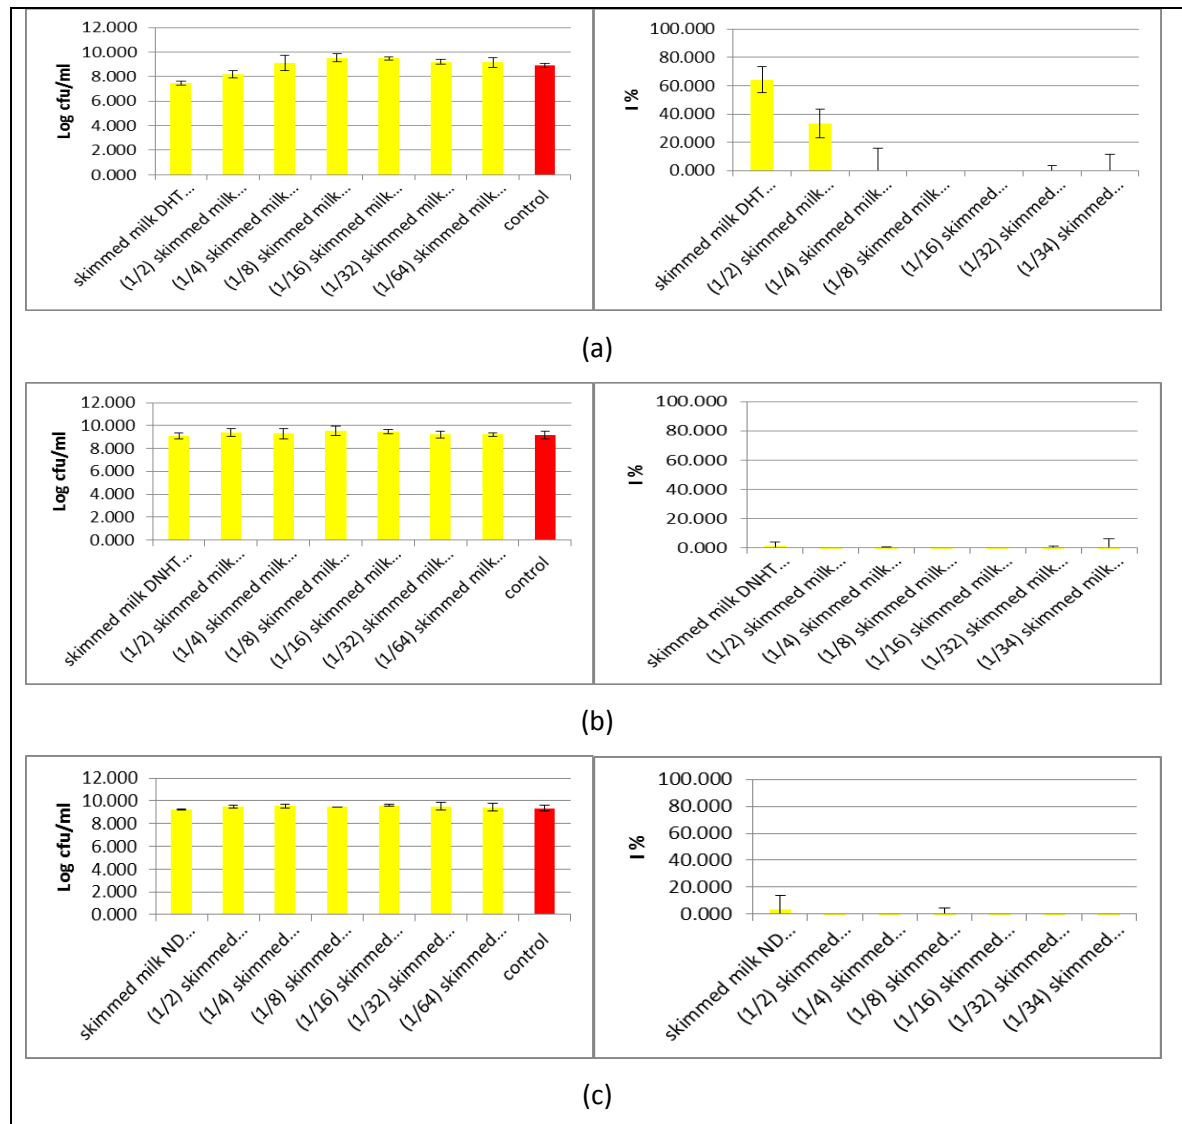 12.000
10.000
8.000
6.000
4.000
2.000
0.000
Log cfu/ml
skimmed milk DHT...
(1/2) skimmed milk...
(1/4) skimmed milk...
(1/8) skimmed milk...
(1/16) skimmed milk...
(1/32) skimmed milk...
(1/64) skimmed milk...
control
100.000
80.000
60.000
40.000
20.000
0.000
I %
skimmed milk DHT...
(1/2) skimmed milk...
(1/4) skimmed milk...
(1/8) skimmed milk...
(1/16) skimmed...
(1/32) skimmed...
(1/34) skimmed...
(a)
12.000
10.000
8.000
6.000
4.000
2.000
0.000
Log cfu/ml
skimmed milk DNHT...
(1/2) skimmed milk...
(1/4) skimmed milk...
(1/8) skimmed milk...
(1/16) skimmed milk...
(1/32) skimmed milk...
(1/64) skimmed milk...
control
100.000
80.000
60.000
40.000
20.000
0.000
I %
skimmed milk DNHT...
(1/2) skimmed milk...
(1/4) skimmed milk...
(1/8) skimmed milk...
(1/16) skimmed milk...
(1/32) skimmed milk...
(1/34) skimmed milk...
(b)
12.000
10.000
8.000
6.000
4.000
2.000
0.000
Log cfu/ml
skimmed milk ND...
(1/2) skimmed...
(1/4) skimmed...
(1/8) skimmed...
(1/16) skimmed...
(1/32) skimmed...
(1/64) skimmed...
control
100.000
80.000
60.000
40.000
20.000
0.000
I %
skimmed milk ND...
(1/2) skimmed...
(1/4) skimmed...
(1/8) skimmed...
(1/16) skimmed...
(1/32) skimmed...
(1/34) skimmed...
(c)